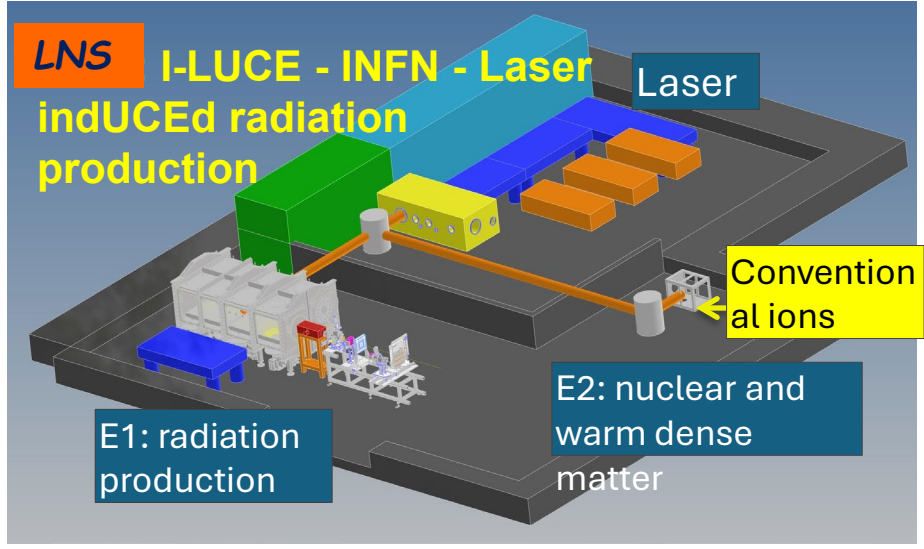 LNS
I-LUCE - INFN - Laser
indUCEd radiation
production
Laser
Convention
al ions
E1: radiation
production
E2: nuclear and
warm dense
matter